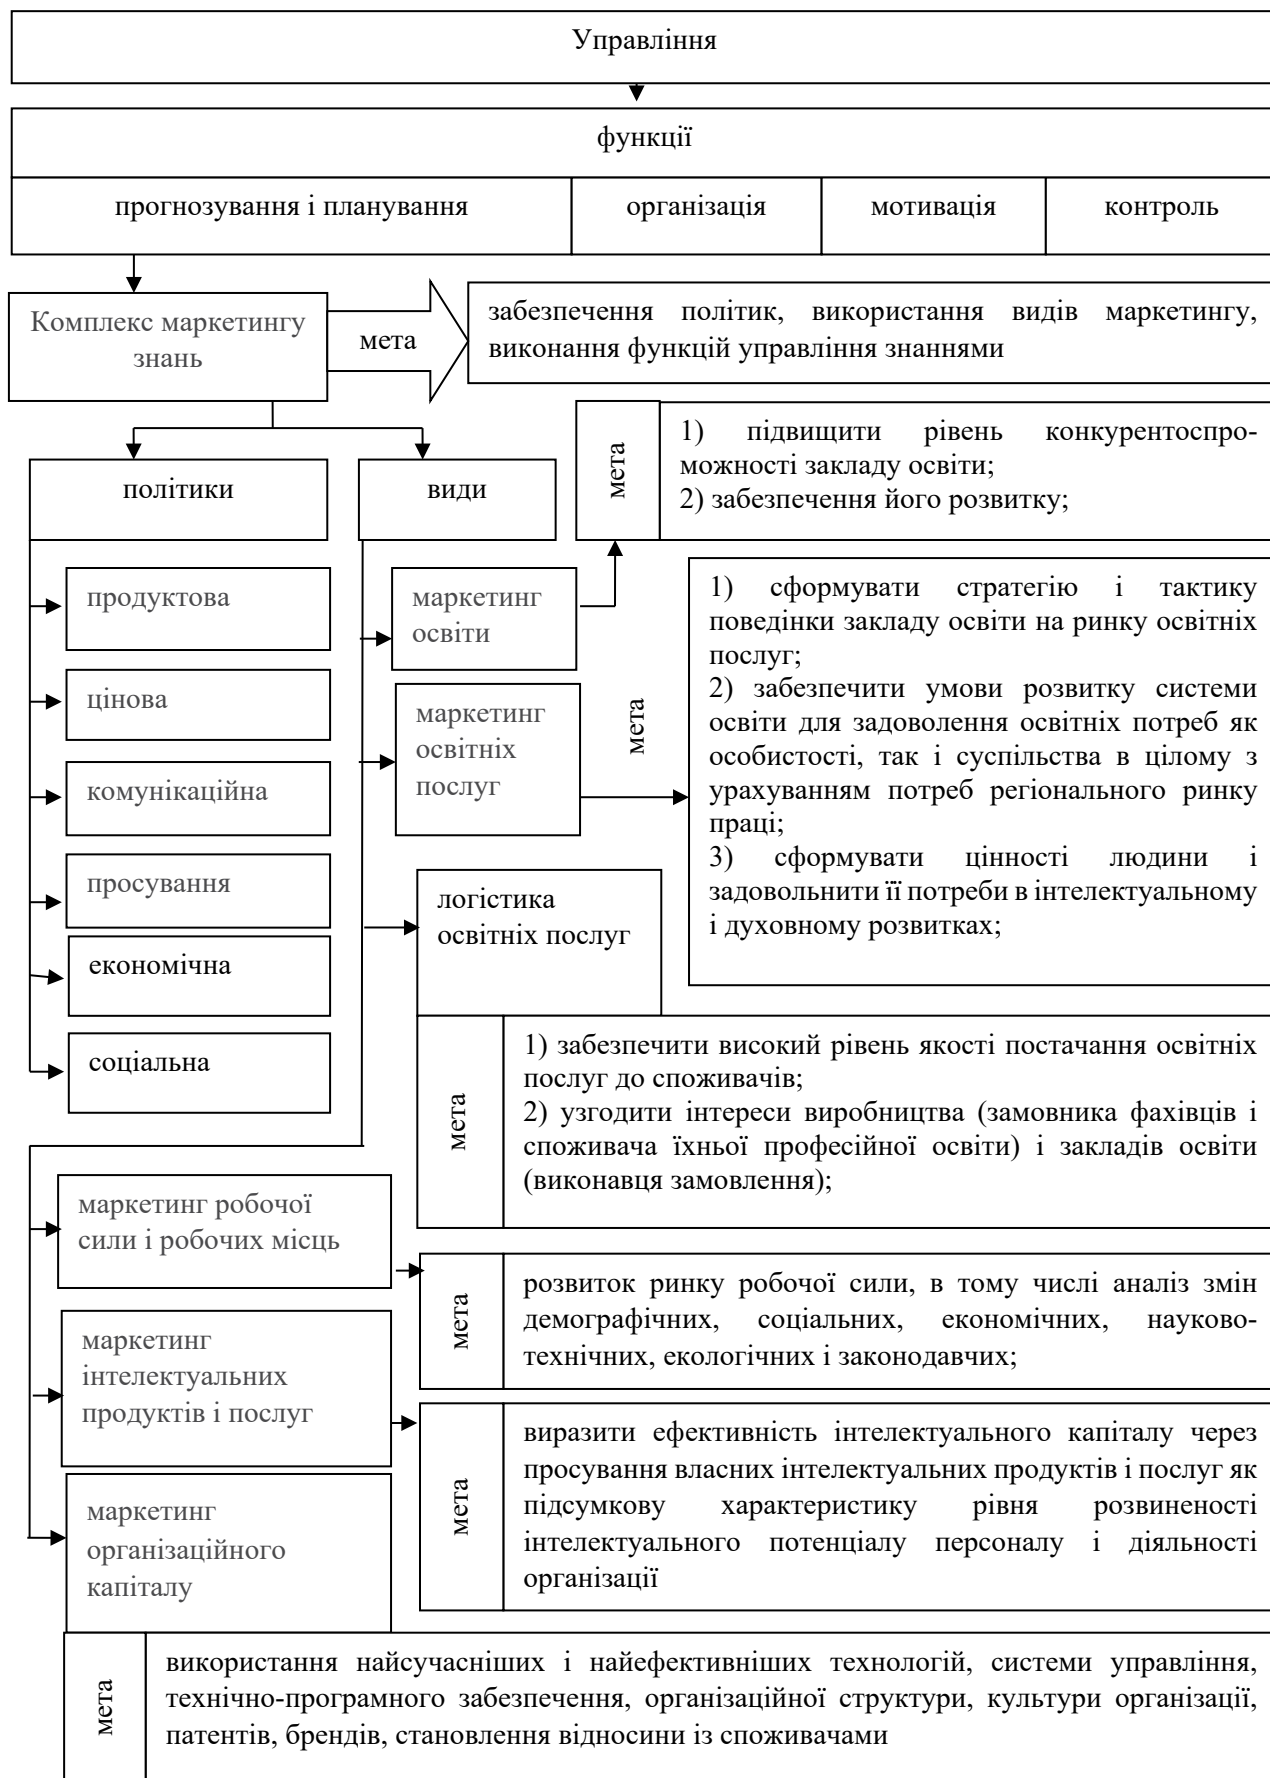 Управління
функції
прогнозування і планування
організація
мотивація
контроль
Комплекс маркетингу
знань
мета
забезпечення політик, використання видів маркетингу,
виконання функцій управління знаннями
політики
види
мета
1) підвищити рівень конкурентоспро-
можності закладу освіти;
2) забезпечення його розвитку;
продуктова
цінова
комунікаційна
просування
економічна
соціальна
маркетинг
освіти
маркетинг
освітніх
послуг
мета
1) сформувати стратегію і тактику
поведінки закладу освіти на ринку освітніх
послуг;
2) забезпечити умови розвитку системи
освіти для задоволення освітніх потреб як
особистості, так і суспільства в цілому з
урахуванням потреб регіонального ринку
праці;
3) сформувати цінності людини і
задовольнити її потреби в інтелектуальному
і духовному розвитках;
логістика
освітніх послуг
мета
1) забезпечити високий рівень якості постачання освітніх
послуг до споживачів;
2) узгодити інтереси виробництва (замовника фахівців і
споживача їхньої професійної освіти) і закладів освіти
(виконавця замовлення);
маркетинг робочої
сили і робочих місць
мета
розвиток ринку робочої сили, в тому числі аналіз змін
демографічних, соціальних, економічних, науково-
технічних, екологічних і законодавчих;
маркетинг
інтелектуальних
продуктів і послуг
мета
виразити ефективність інтелектуального капіталу через
просування власних інтелектуальних продуктів і послуг як
підсумкову характеристику рівня розвиненості
інтелектуального потенціалу персоналу і діяльності
організації
маркетинг
організаційного
капіталу
мета
використання найсучасніших і найефективніших технологій, системи управління,
технічно-програмного забезпечення, організаційної структури, культури організації,
патентів, брендів, становлення відносини із споживачами